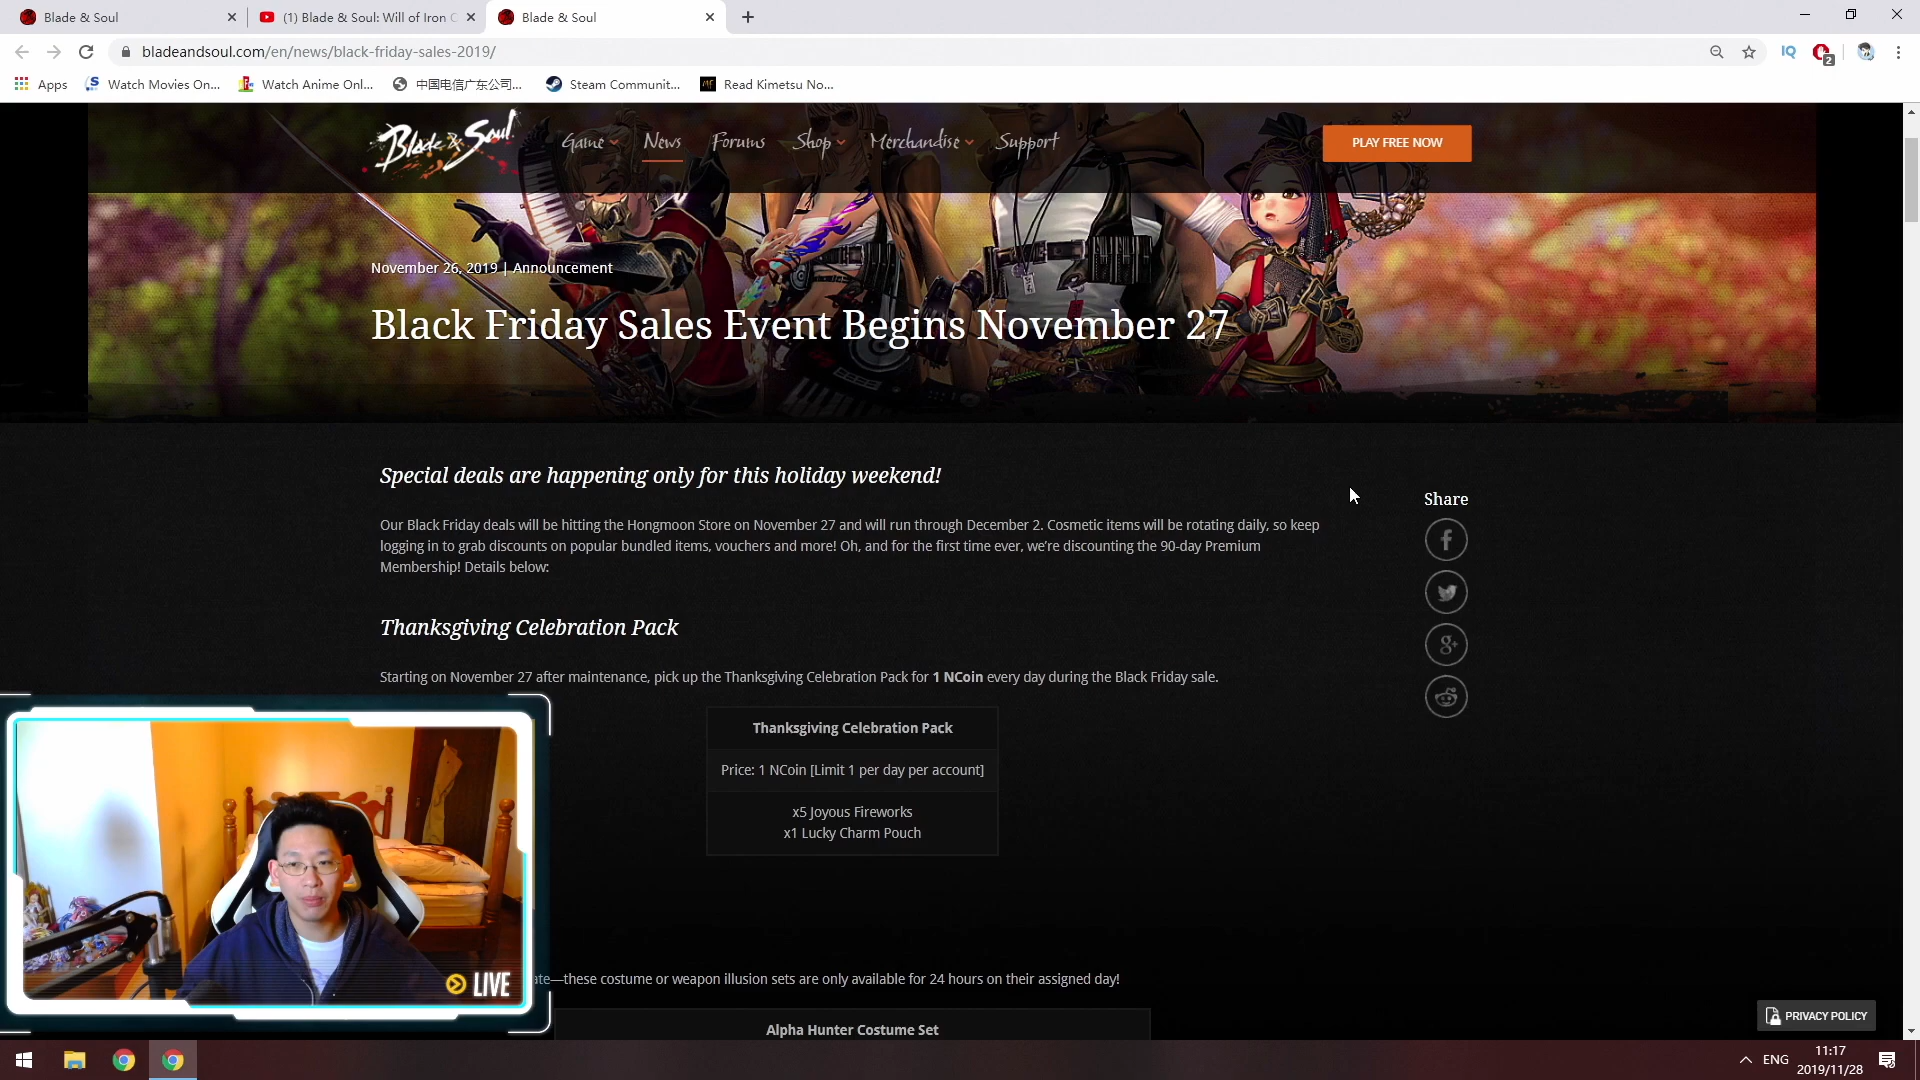 Blade & Soul
(1) Blade & Soul: Will of Iron C
Blade & Soul
bladeandsoul.com/en/news/black-friday-sales-2019/
IQ
2
Apps
Watch Movies On...
Watch Anime Onl...
中国电信广东公司...
Steam Communit...
Read Kimetsu No...
Blade & Soul
Game
News
Forums
Shop
Merchandise
Support
PLAY FREE NOW
November 26, 2019 | Announcement
Black Friday Sales Event Begins November 27
Special deals are happening only for this holiday weekend!
Share
Our Black Friday deals will be hitting the Hongmoon Store on November 27 and will run through December 2. Cosmetic items will be rotating daily, so keep
logging in to grab discounts on popular bundled items, vouchers and more! Oh, and for the first time ever, we're discounting the 90-day Premium
Membership! Details below:
Thanksgiving Celebration Pack
Starting on November 27 after maintenance, pick up the Thanksgiving Celebration Pack for 1 NCoin every day during the Black Friday sale.
Thanksgiving Celebration Pack
Price: 1 NCoin [Limit 1 per day per account]
x5 Joyous Fireworks
x1 Lucky Charm Pouch
LIVE
ate—these costume or weapon illusion sets are only available for 24 hours on their assigned day!
Alpha Hunter Costume Set
PRIVACY POLICY
ENG
11:17
2019/11/28